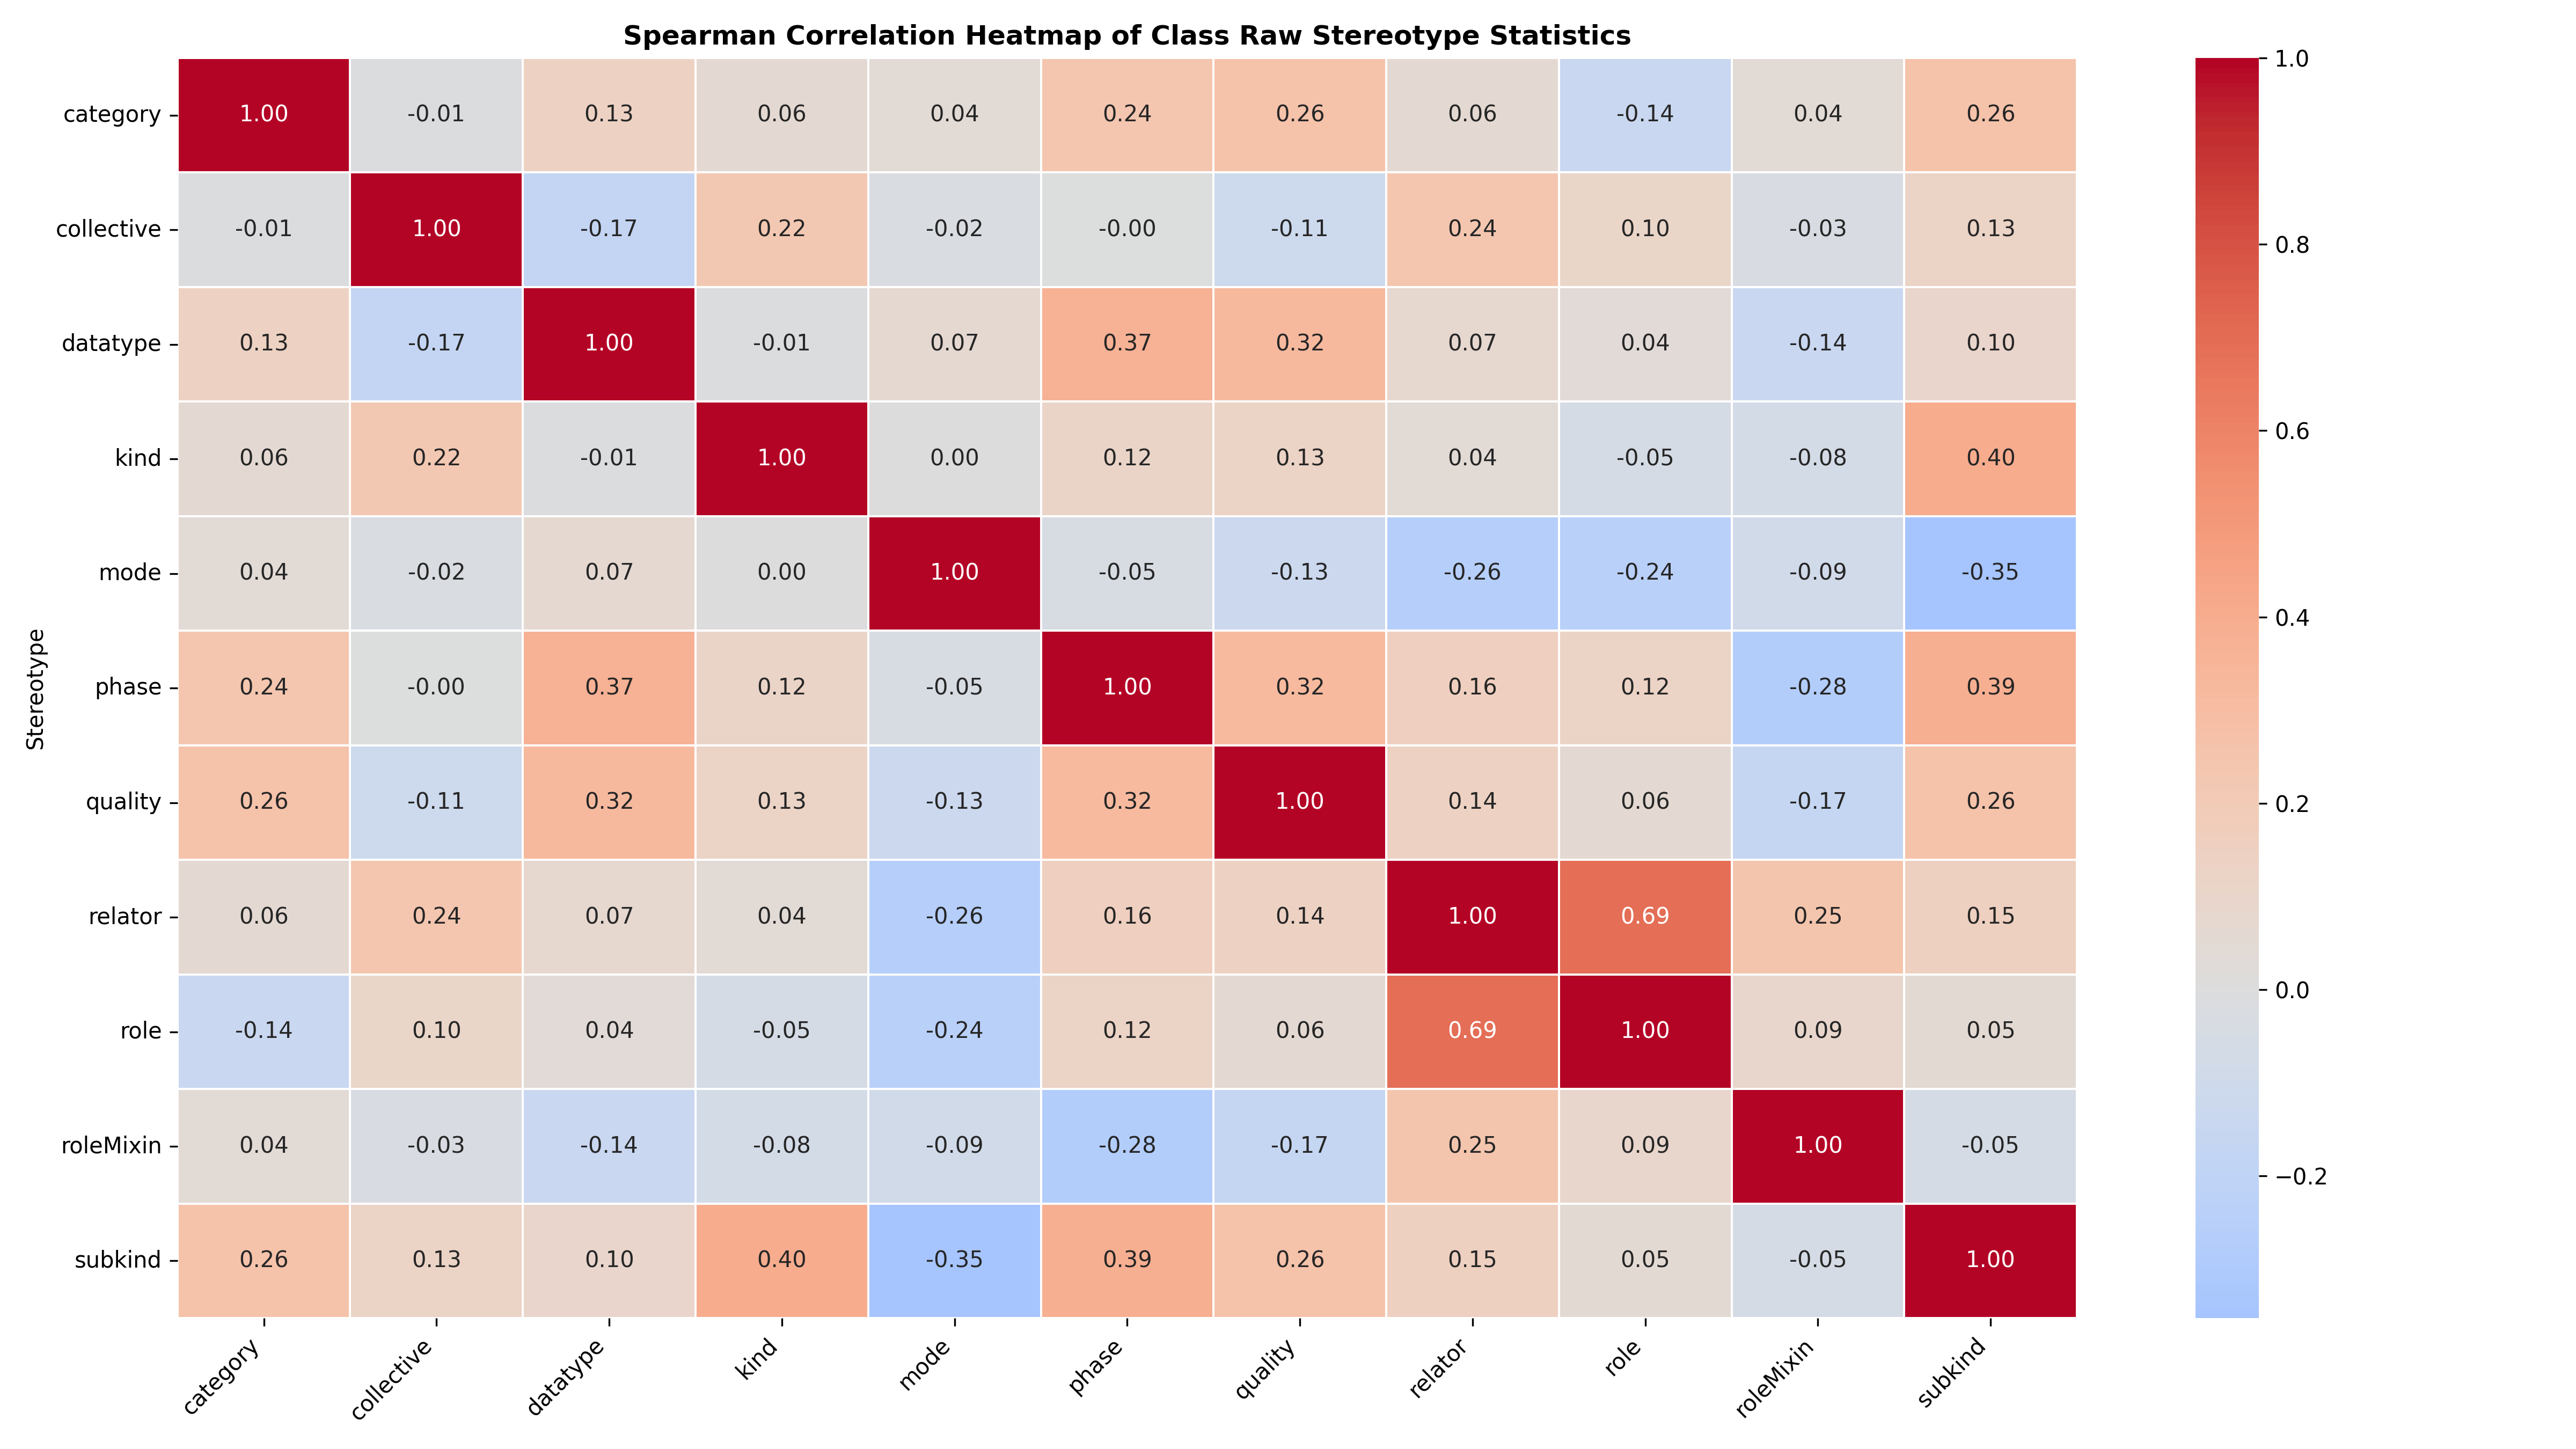 Spearman Correlation Heatmap of Class Raw Stereotype Statistics
category 1.00 -0.01 0.13 0.06 0.04 0.24 0.26 0.06 -0.14 0.04 0.26
collective -0.01 1.00 -0.17 0.22 -0.02 -0.00 -0.11 0.24 0.10 -0.03 0.13
datatype 0.13 -0.17 1.00 -0.01 0.07 0.37 0.32 0.07 0.04 -0.14 0.10
kind 0.06 0.22 -0.01 1.00 0.00 0.12 0.13 0.04 -0.05 -0.08 0.40
mode 0.04 -0.02 0.07 0.00 1.00 -0.05 -0.13 -0.26 -0.24 -0.09 -0.35
phase 0.24 -0.00 0.37 0.12 -0.05 1.00 0.32 0.16 0.12 -0.28 0.39
quality 0.26 -0.11 0.32 0.13 -0.13 0.32 1.00 0.14 0.06 -0.17 0.26
relator 0.06 0.24 0.07 0.04 -0.26 0.16 0.14 1.00 0.69 0.25 0.15
role -0.14 0.10 0.04 -0.05 -0.24 0.12 0.06 0.69 1.00 0.09 0.05
roleMixin 0.04 -0.03 -0.14 -0.08 -0.09 -0.28 -0.17 0.25 0.09 1.00 -0.05
subkind 0.26 0.13 0.10 0.40 -0.35 0.39 0.26 0.15 0.05 -0.05 1.00
category collective datatype kind mode phase quality relator role roleMixin subkind
Stereotype
1.0
0.8
0.6
0.4
0.2
0.0
−0.2